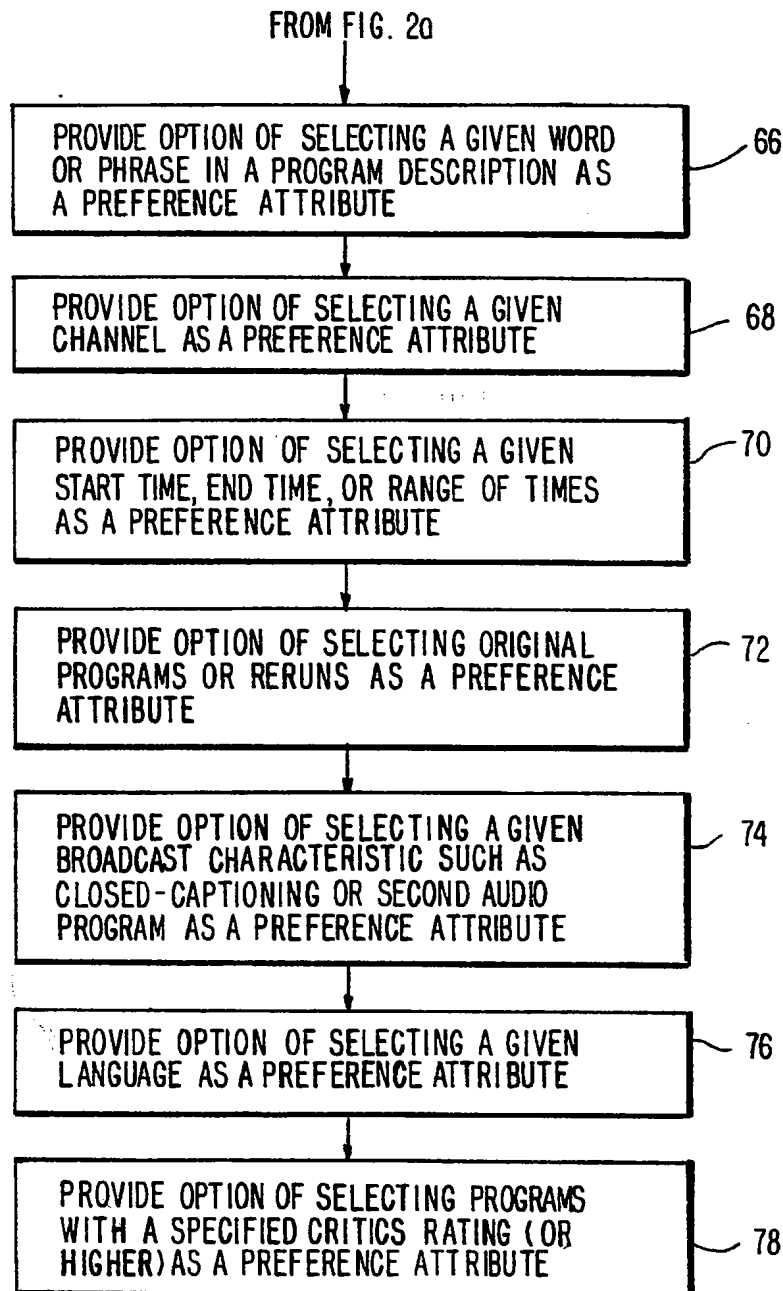 FROM FIG. 2a
PROVIDE OPTION OF SELECTING A GIVEN WORD
OR PHRASE IN A PROGRAM DESCRIPTION AS
A PREFERENCE ATTRIBUTE
66
PROVIDE OPTION OF SELECTING A GIVEN
CHANNEL AS A PREFERENCE ATTRIBUTE
68
PROVIDE OPTION OF SELECTING A GIVEN
START TIME, END TIME, OR RANGE OF TIMES
AS A PREFERENCE ATTRIBUTE
70
PROVIDE OPTION OF SELECTING ORIGINAL
PROGRAMS OR RERUNS AS A PREFERENCE
ATTRIBUTE
72
PROVIDE OPTION OF SELECTING A GIVEN
BROADCAST CHARACTERISTIC SUCH AS
CLOSED-CAPTIONING OR SECOND AUDIO
PROGRAM AS A PREFERENCE ATTRIBUTE
74
PROVIDE OPTION OF SELECTING A GIVEN
LANGUAGE AS A PREFERENCE ATTRIBUTE
76
PROVIDE OPTION OF SELECTING PROGRAMS
WITH A SPECIFIED CRITICS RATING (OR
HIGHER) AS A PREFERENCE ATTRIBUTE
78